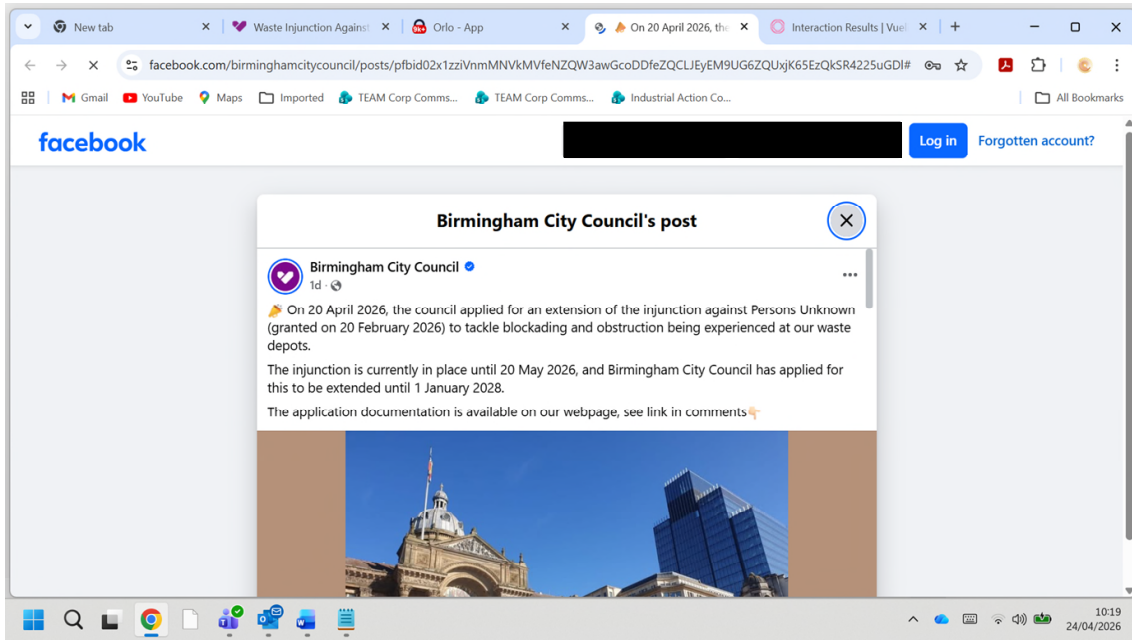 New tab
Waste Injunction Against
Orlo - App
On 20 April 2026, the
Interaction Results | Vuel
facebook.com/birminghamcitycouncil/posts/pfbid02x1zziVnmMNVkMVfeNZQW3awGcoDDfeZQCLJEyEM9UG6ZQUxjK65EzQkSR4225uGDl#
Gmail
YouTube
Maps
Imported
TEAM Corp Comms...
TEAM Corp Comms...
Industrial Action Co...
All Bookmarks
facebook
Log in
Forgotten account?
Birmingham City Council's post
Birmingham City Council
1d ·
On 20 April 2026, the council applied for an extension of the injunction against Persons Unknown
(granted on 20 February 2026) to tackle blockading and obstruction being experienced at our waste
depots.
The injunction is currently in place until 20 May 2026, and Birmingham City Council has applied for
this to be extended until 1 January 2028.
The application documentation is available on our webpage, see link in comments👇🏻
10:19
24/04/2026